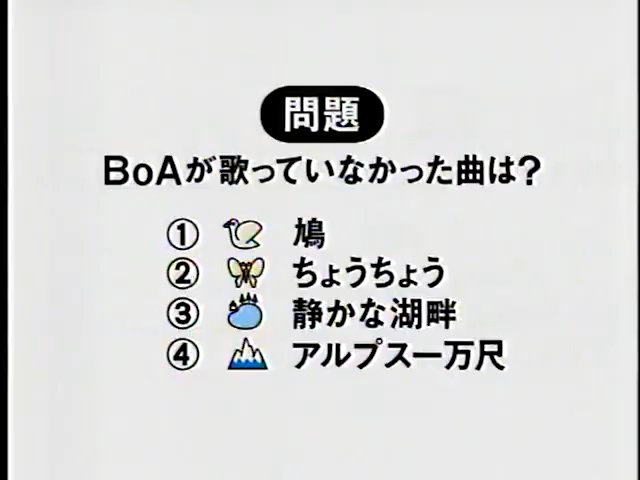 問題
BoAが歌っていなかった曲は?
① 鳩
② ちょうちょう
③ 静かな湖畔
④ アルプス一万尺